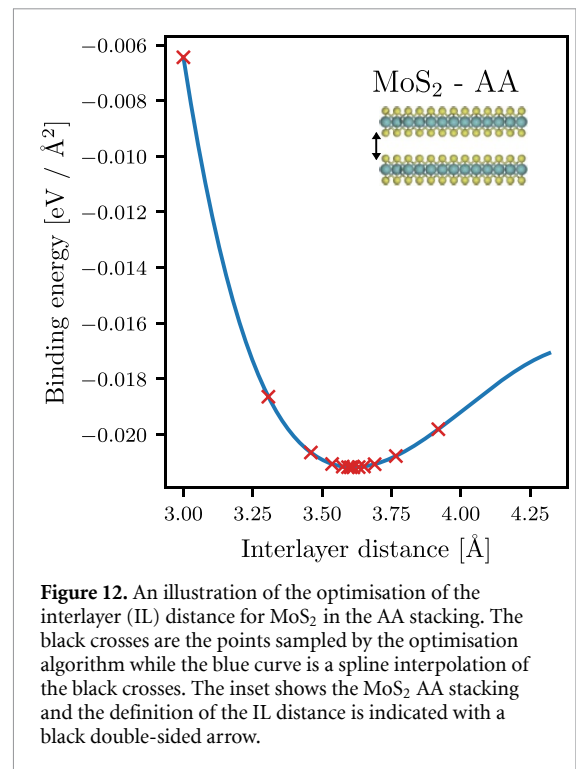 −0.006
−0.008
−0.010
−0.012
−0.014
−0.016
−0.018
−0.020
Binding energy [eV / Å²]
MoS₂ - AA
3.00 3.25 3.50 3.75 4.00 4.25
Interlayer distance [Å]
Figure 12. An illustration of the optimisation of the
interlayer (IL) distance for MoS₂ in the AA stacking. The
black crosses are the points sampled by the optimisation
algorithm while the blue curve is a spline interpolation of
the black crosses. The inset shows the MoS₂ AA stacking
and the definition of the IL distance is indicated with a
black double-sided arrow.